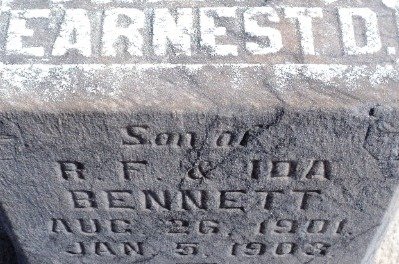 EARNEST D.
Son of
R. F. & IDA
BENNETT
AUG. 26, 1901.
JAN. 5, 1903